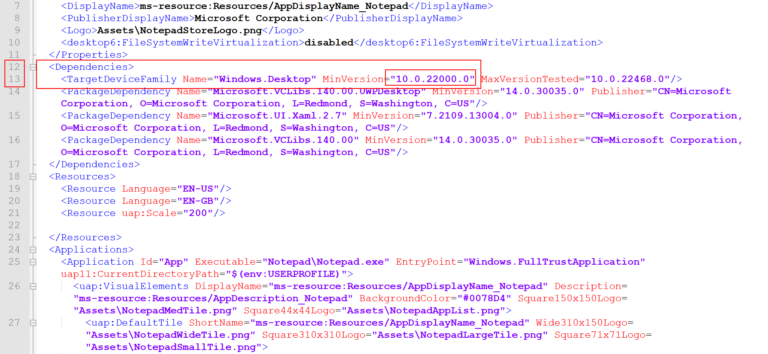 7 <DisplayName>ms-resource:Resources/AppDisplayName_Notepad</DisplayName>
8 <PublisherDisplayName>Microsoft Corporation</PublisherDisplayName>
9 <Logo>Assets\NotepadStoreLogo.png</Logo>
10 <desktop6:FileSystemWriteVirtualization>disabled</desktop6:FileSystemWriteVirtualization>
11 </Properties>
12 <Dependencies>
13 <TargetDeviceFamily Name="Windows.Desktop" MinVersion="10.0.22000.0" MaxVersionTested="10.0.22468.0"/>
14 <PackageDependency Name="Microsoft.VCLibs.140.00.UWPDesktop" MinVersion="14.0.30035.0" Publisher="CN=Microsoft
Corporation, O=Microsoft Corporation, L=Redmond, S=Washington, C=US"/>
15 <PackageDependency Name="Microsoft.UI.Xaml.2.7" MinVersion="7.2109.13004.0" Publisher="CN=Microsoft Corporation,
O=Microsoft Corporation, L=Redmond, S=Washington, C=US"/>
16 <PackageDependency Name="Microsoft.VCLibs.140.00" MinVersion="14.0.30035.0" Publisher="CN=Microsoft Corporation,
O=Microsoft Corporation, L=Redmond, S=Washington, C=US"/>
17 </Dependencies>
18 <Resources>
19 <Resource Language="EN-US"/>
20 <Resource Language="EN-GB"/>
21 <Resource uap:Scale="200"/>
22
23 </Resources>
24 <Applications>
25 <Application Id="App" Executable="Notepad\Notepad.exe" EntryPoint="Windows.FullTrustApplication"
uap11:CurrentDirectoryPath="$(env:USERPROFILE)">
26 <uap:VisualElements DisplayName="ms-resource:Resources/AppDisplayName_Notepad" Description=
"ms-resource:Resources/AppDescription_Notepad" BackgroundColor="#0078D4" Square150x150Logo=
"Assets\NotepadMedTile.png" Square44x44Logo="Assets\NotepadAppList.png">
27 <uap:DefaultTile ShortName="ms-resource:Resources/AppDisplayName_Notepad" Wide310x150Logo=
"Assets\NotepadWideTile.png" Square310x310Logo="Assets\NotepadLargeTile.png" Square71x71Logo=
"Assets\NotepadSmallTile.png">